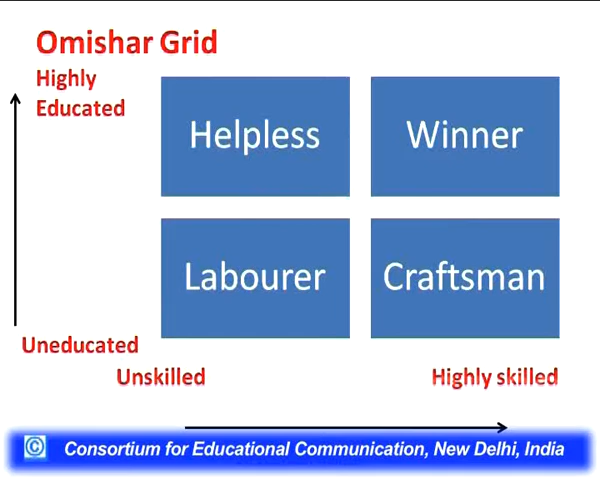 Omishar Grid
Highly
Educated
Helpless
Winner
Labourer
Craftsman
Uneducated
Unskilled
Highly skilled
© Consortium for Educational Communication, New Delhi, India